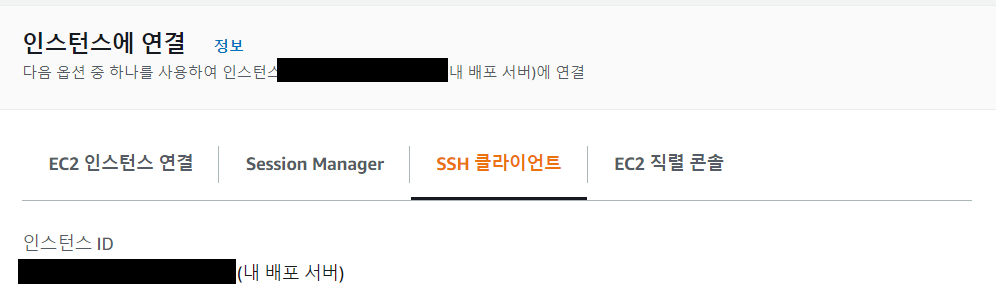 인스턴스에 연결 정보
다음 옵션 중 하나를 사용하여 인스턴스 내 배포 서버)에 연결
EC2 인스턴스 연결 Session Manager SSH 클라이언트 EC2 직렬 콘솔
인스턴스 ID
(내 배포 서버)